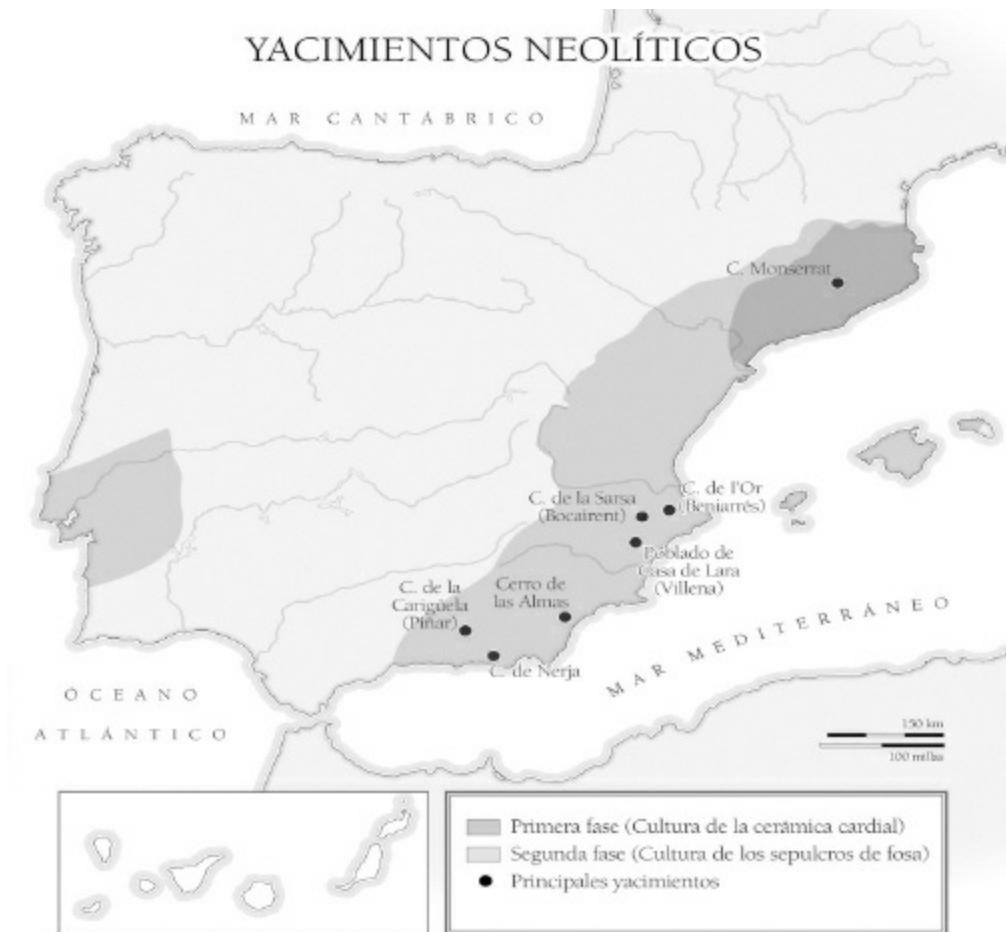 YACIMIENTOS NEOLÍTICOS
MAR CANTÁBRICO
C. Monserrat
C. de la Sarsa
(Bocairent)
C. de l'Or
(Beniarrés)
Poblado de
Casa de Lara
(Villena)
C. de la
Carigüela
(Píñar)
Cerro de
las Almas
C. de Nerja
MAR MEDITERRÁNEO
ÓCEANO
ATLÁNTICO
150 km
100 millas
Primera fase (Cultura de la cerámica cardial)
Segunda fase (Cultura de los sepulcros de fosa)
Principales yacimientos